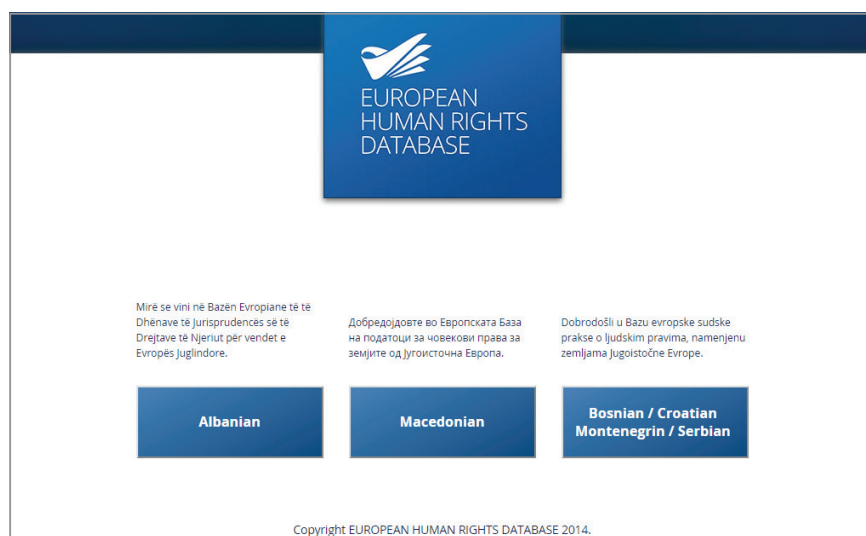 EUROPEAN
HUMAN RIGHTS
DATABASE
Mirë se vini në Bazën Evropiane të të
Dhënave të Jurisprudencës së të
Drejtave të Njeriut për vendet e
Evropës Juglindore.
Добредојдовте во Европската База
на податоци за човекови права за
земјите од Југоисточна Европа.
Dobrodošli u Bazu evropske sudske
prakse o ljudskim pravima, namenjenu
zemljama Jugoistočne Evrope.
Albanian
Macedonian
Bosnian / Croatian
Montenegrin / Serbian
Copyright EUROPEAN HUMAN RIGHTS DATABASE 2014.